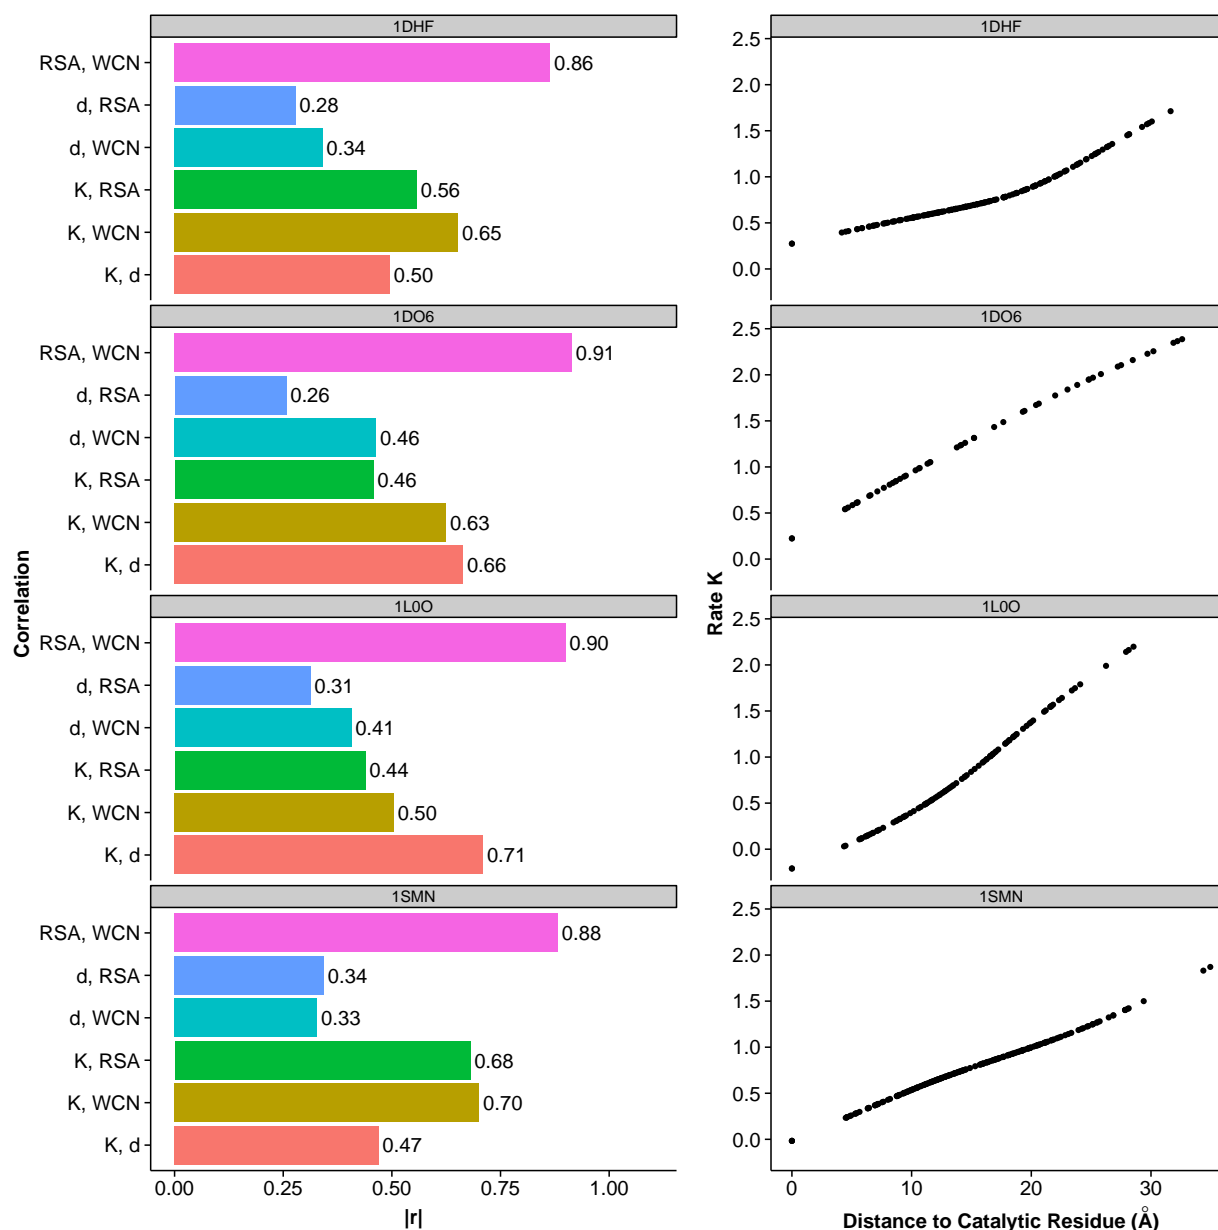 1DHF
RSA, WCN
0.86
d, RSA
0.28
d, WCN
0.34
K, RSA
0.56
K, WCN
0.65
K, d
0.50
1DO6
RSA, WCN
0.91
d, RSA
0.26
d, WCN
0.46
K, RSA
0.46
K, WCN
0.63
K, d
0.66
1L0O
RSA, WCN
0.90
d, RSA
0.31
d, WCN
0.41
K, RSA
0.44
K, WCN
0.50
K, d
0.71
1SMN
RSA, WCN
0.88
d, RSA
0.34
d, WCN
0.33
K, RSA
0.68
K, WCN
0.70
K, d
0.47
0.00 0.25 0.50 0.75 1.00
|r|
Correlation
1DHF
2.5
2.0
1.5
1.0
0.5
0.0
1DO6
2.5
2.0
1.5
1.0
0.5
0.0
1L0O
2.5
2.0
1.5
1.0
0.5
0.0
1SMN
2.5
2.0
1.5
1.0
0.5
0.0
0 10 20 30
Distance to Catalytic Residue (Å)
Rate K